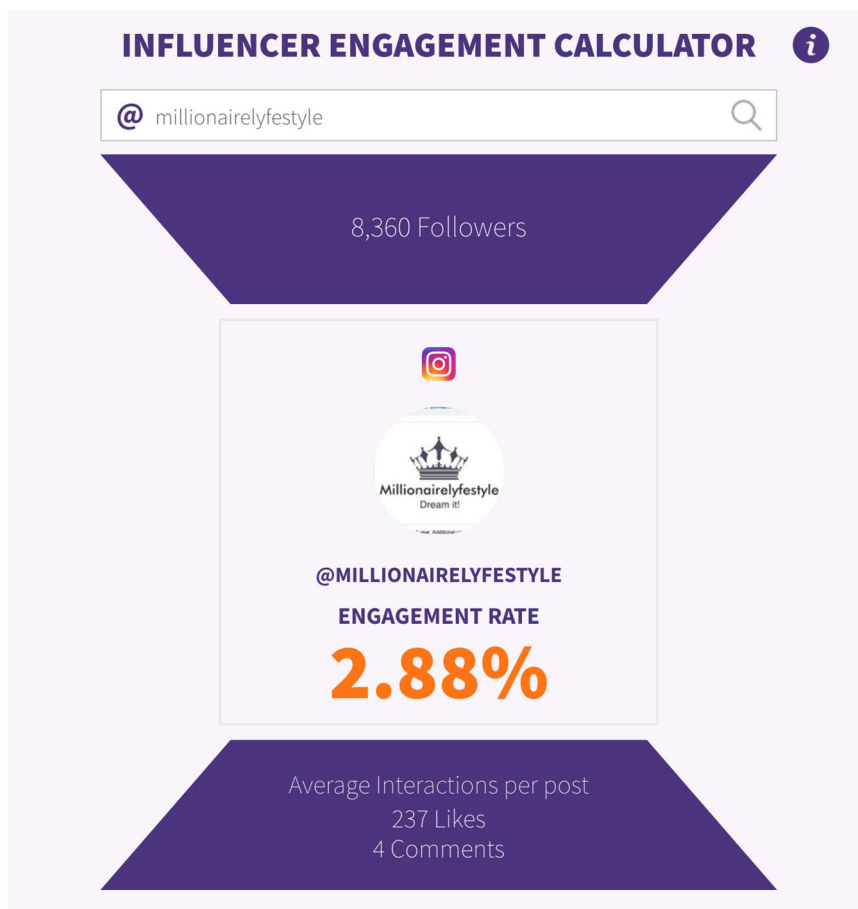 INFLUENCER ENGAGEMENT CALCULATOR i
@ millionairelyfestyle
8,360 Followers
Millionairelyfestyle
Dream it!
@MILLIONAIRELYFESTYLE
ENGAGEMENT RATE
2.88%
Average Interactions per post
237 Likes
4 Comments